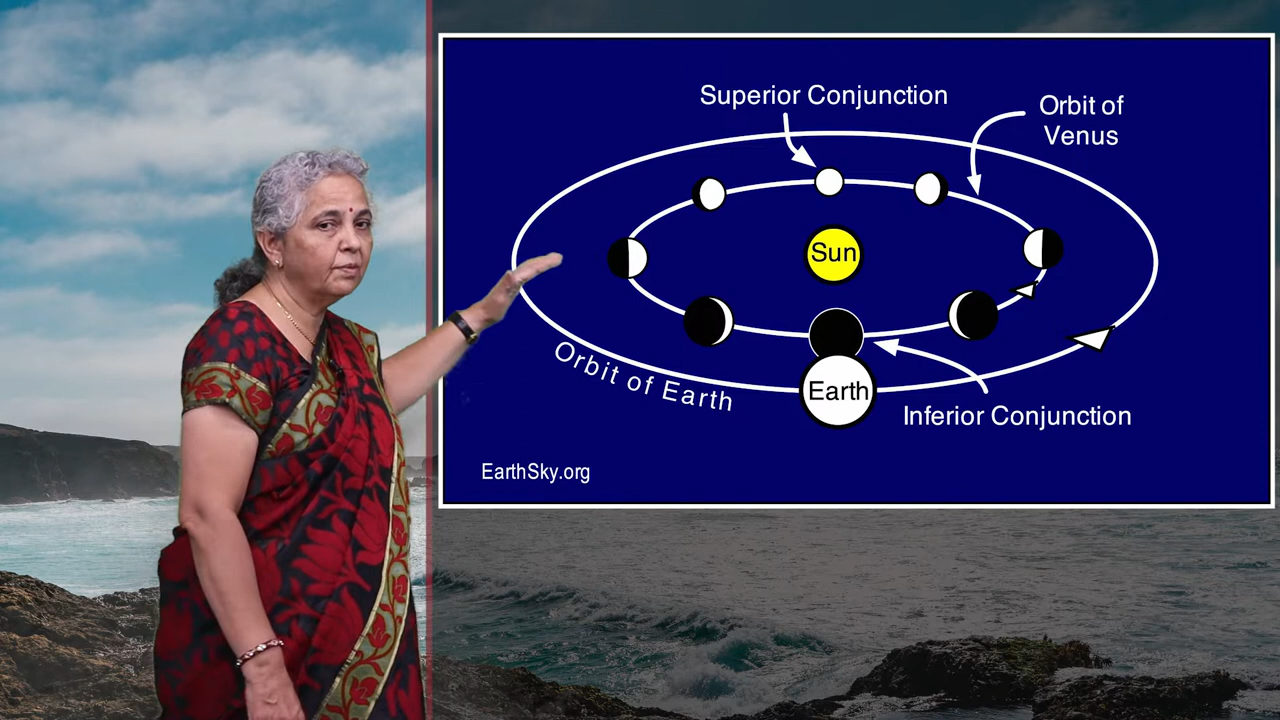 Superior Conjunction
Orbit of
Venus
Sun
Orbit of Earth
Earth
Inferior Conjunction
EarthSky.org